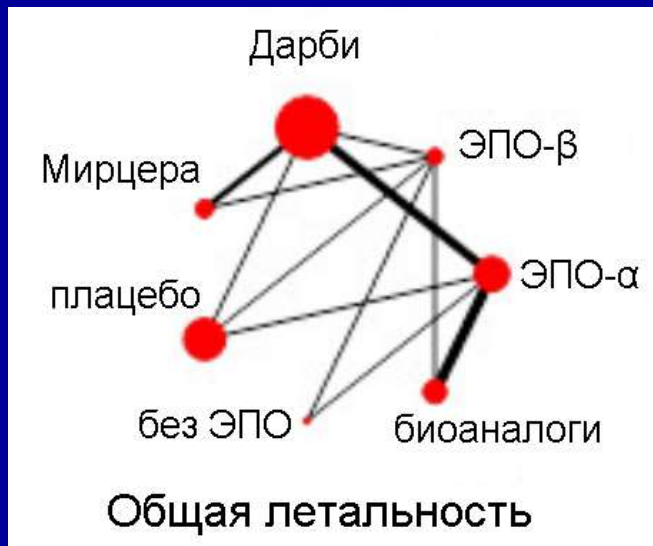 Дарби
ЭПО-β
Мирцера
ЭПО-α
плацебо
без ЭПО
биоаналоги
Общая летальность